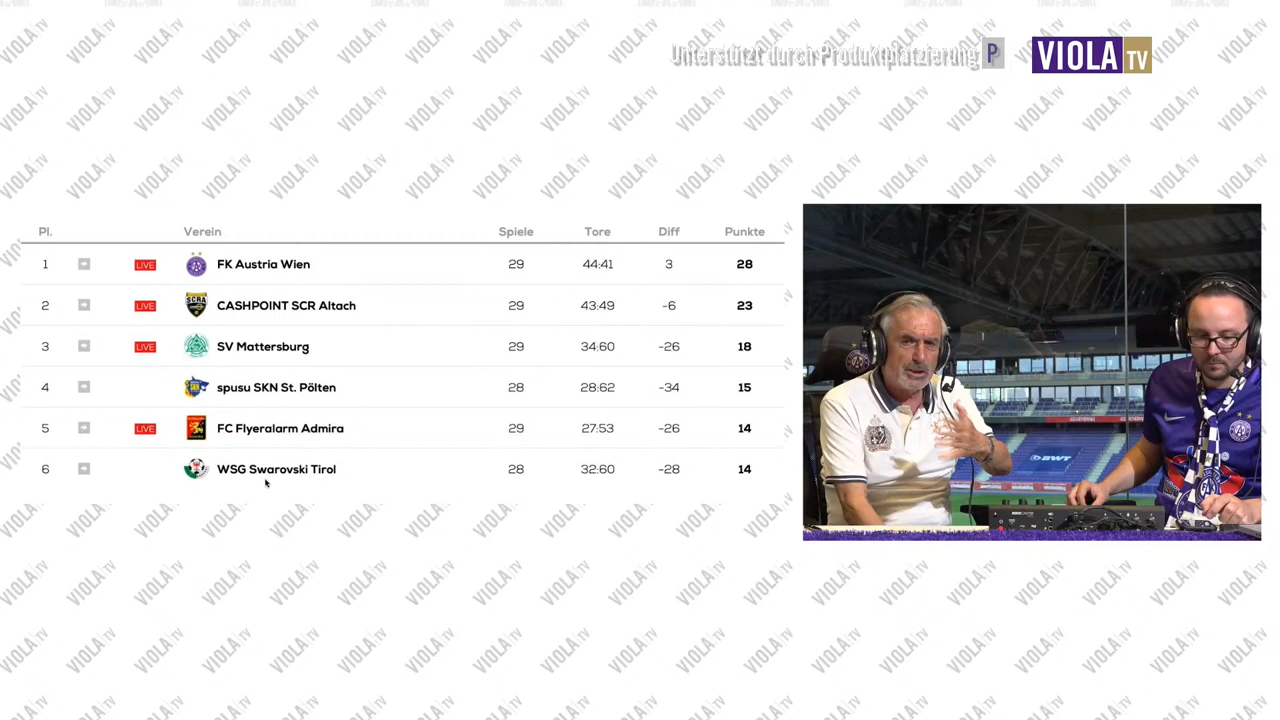 Unterstützt durch Produktplatzierung P
VIOLA TV
Pl. Verein Spiele Tore Diff Punkte
1 LIVE FK Austria Wien 29 44:41 3 28
2 LIVE CASHPOINT SCR Altach 29 43:49 -6 23
3 LIVE SV Mattersburg 29 34:60 -26 18
4 spusu SKN St. Pölten 28 28:62 -34 15
5 LIVE FC Flyeralarm Admira 29 27:53 -26 14
6 WSG Swarovski Tirol 28 32:60 -28 14
BWT